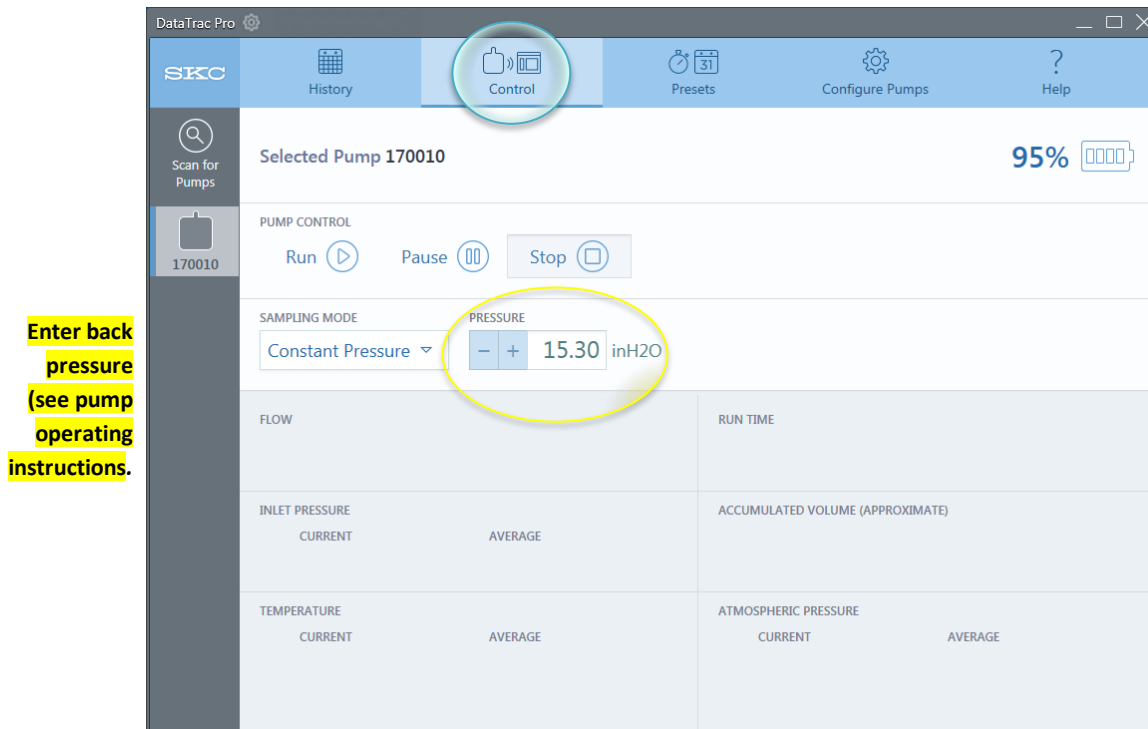 DataTrac Pro
SKC
History
Control
31
Presets
Configure Pumps
?
Help
Scan for
Pumps
170010
Selected Pump 170010
95%
PUMP CONTROL
Run
Pause
Stop
SAMPLING MODE
PRESSURE
Constant Pressure
− + 15.30 inH2O
Enter back
pressure
(see pump
operating
instructions.
FLOW
RUN TIME
INLET PRESSURE
CURRENT
AVERAGE
ACCUMULATED VOLUME (APPROXIMATE)
TEMPERATURE
CURRENT
AVERAGE
ATMOSPHERIC PRESSURE
CURRENT
AVERAGE